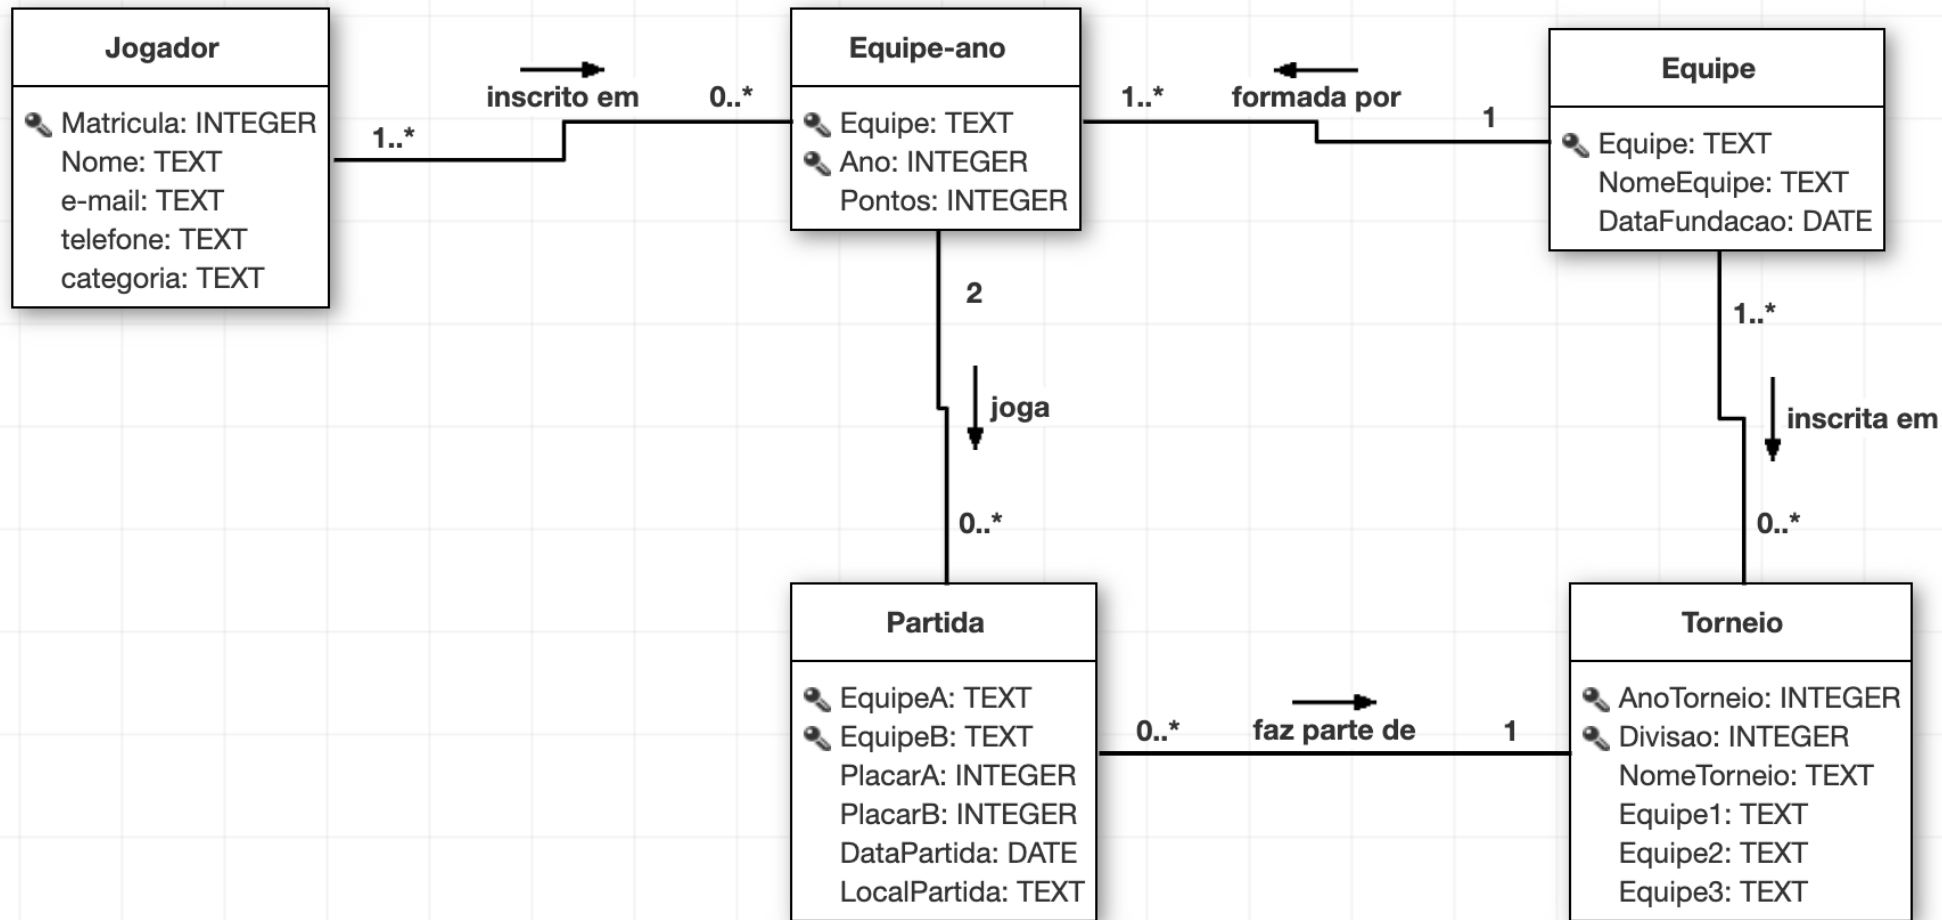 Jogador
Matricula: INTEGER
Nome: TEXT
e-mail: TEXT
telefone: TEXT
categoria: TEXT
1..*
inscrito em
0..*
Equipe-ano
Equipe: TEXT
Ano: INTEGER
Pontos: INTEGER
1..*
formada por
1
Equipe
Equipe: TEXT
NomeEquipe: TEXT
DataFundacao: DATE
2
joga
0..*
1..*
inscrita em
0..*
Partida
EquipeA: TEXT
EquipeB: TEXT
PlacarA: INTEGER
PlacarB: INTEGER
DataPartida: DATE
LocalPartida: TEXT
0..*
faz parte de
1
Torneio
AnoTorneio: INTEGER
Divisao: INTEGER
NomeTorneio: TEXT
Equipe1: TEXT
Equipe2: TEXT
Equipe3: TEXT